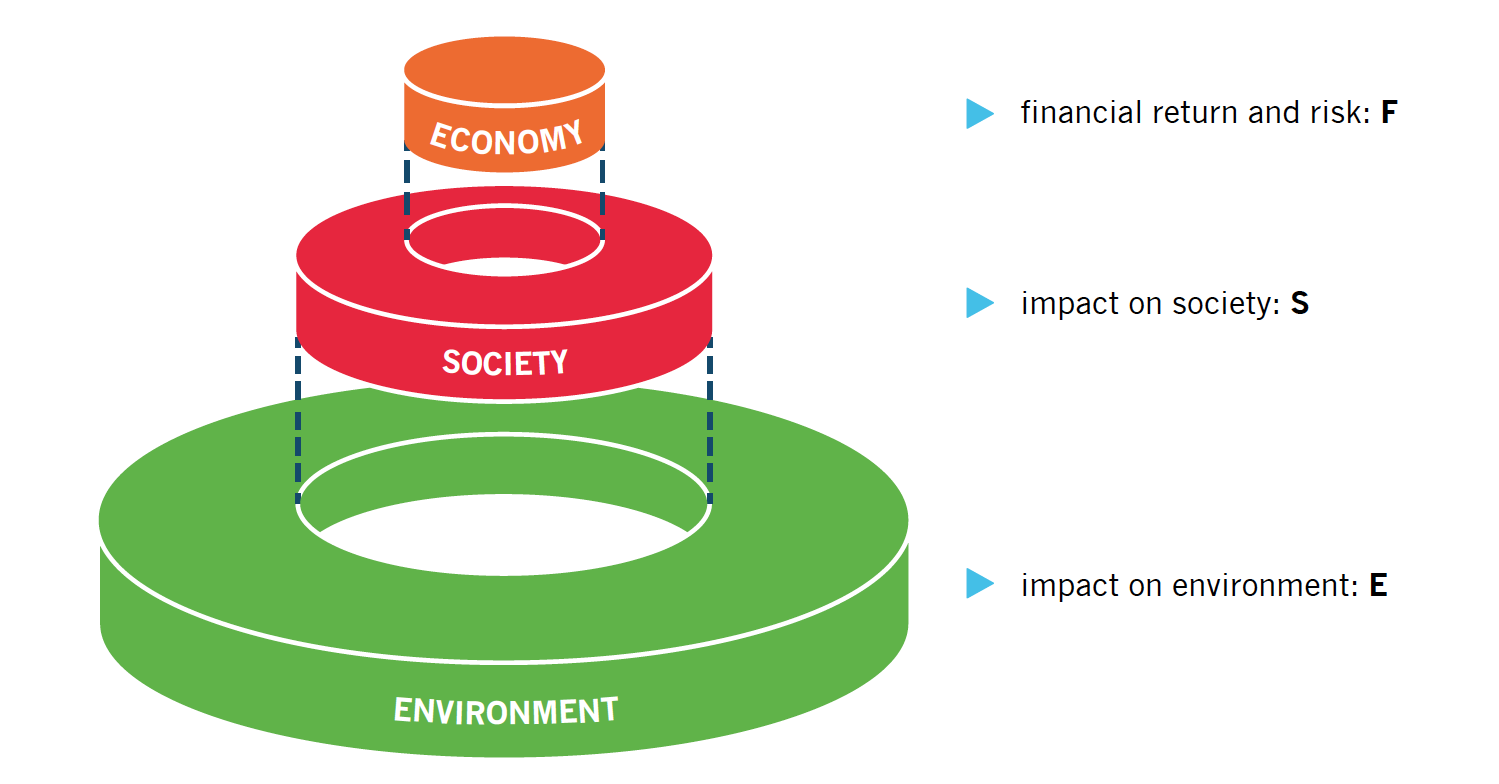 ECONOMY
financial return and risk: F
impact on society: S
SOCIETY
impact on environment: E
ENVIRONMENT